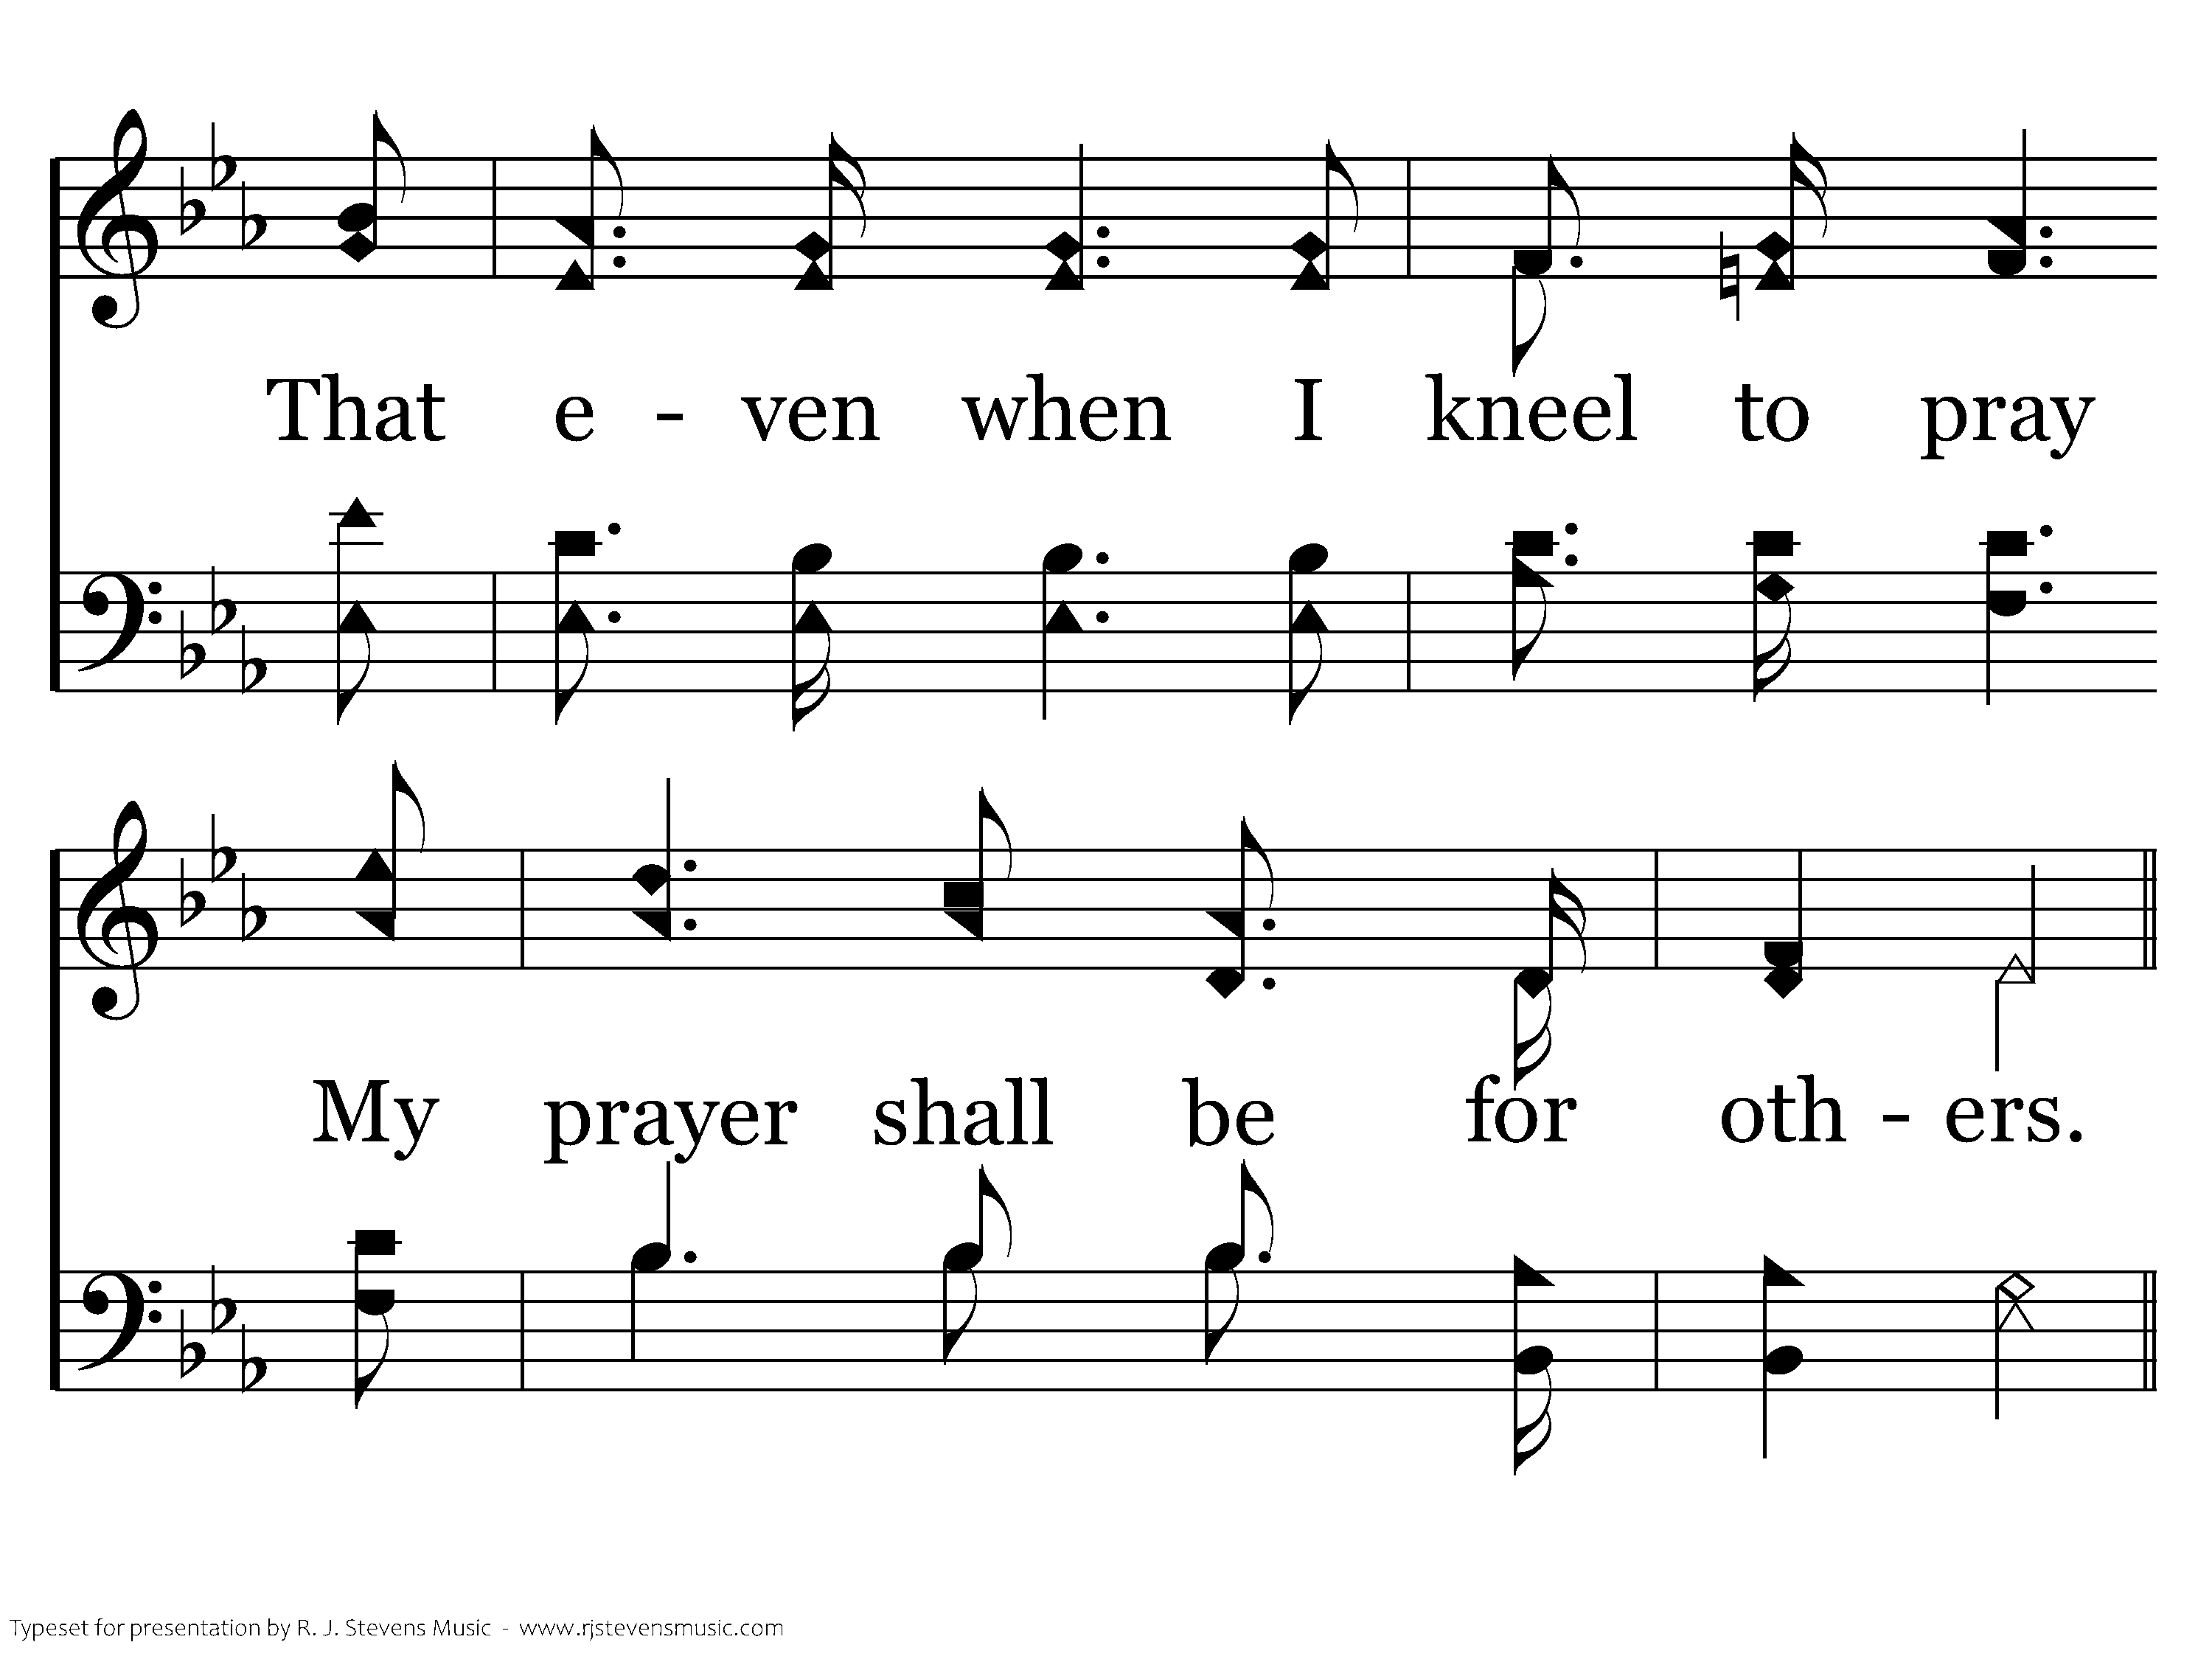 That e - ven when I kneel to pray
My prayer shall be for oth - ers.
Typeset for presentation by R. J. Stevens Music - www.rjstevensmusic.com